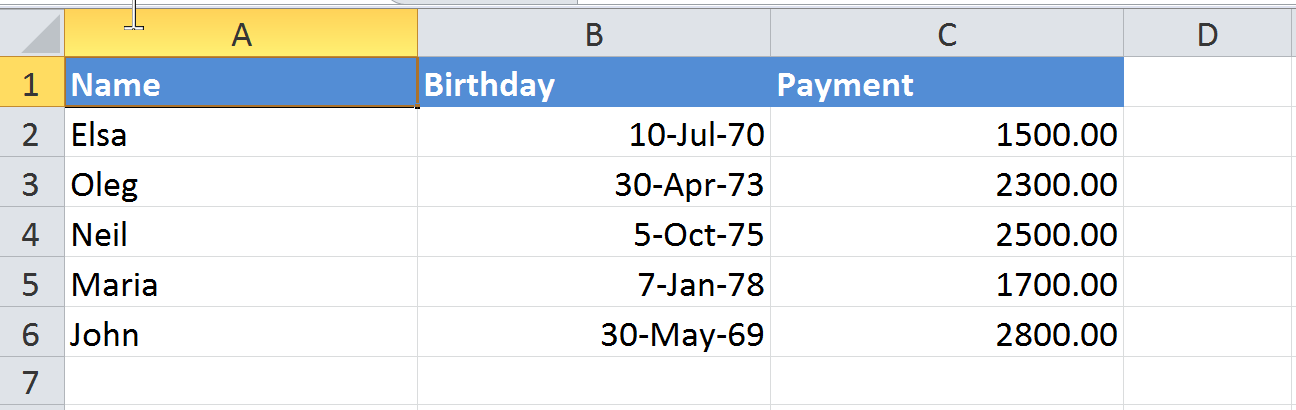 A B C D
1 Name Birthday Payment
2 Elsa 10-Jul-70 1500.00
3 Oleg 30-Apr-73 2300.00
4 Neil 5-Oct-75 2500.00
5 Maria 7-Jan-78 1700.00
6 John 30-May-69 2800.00
7